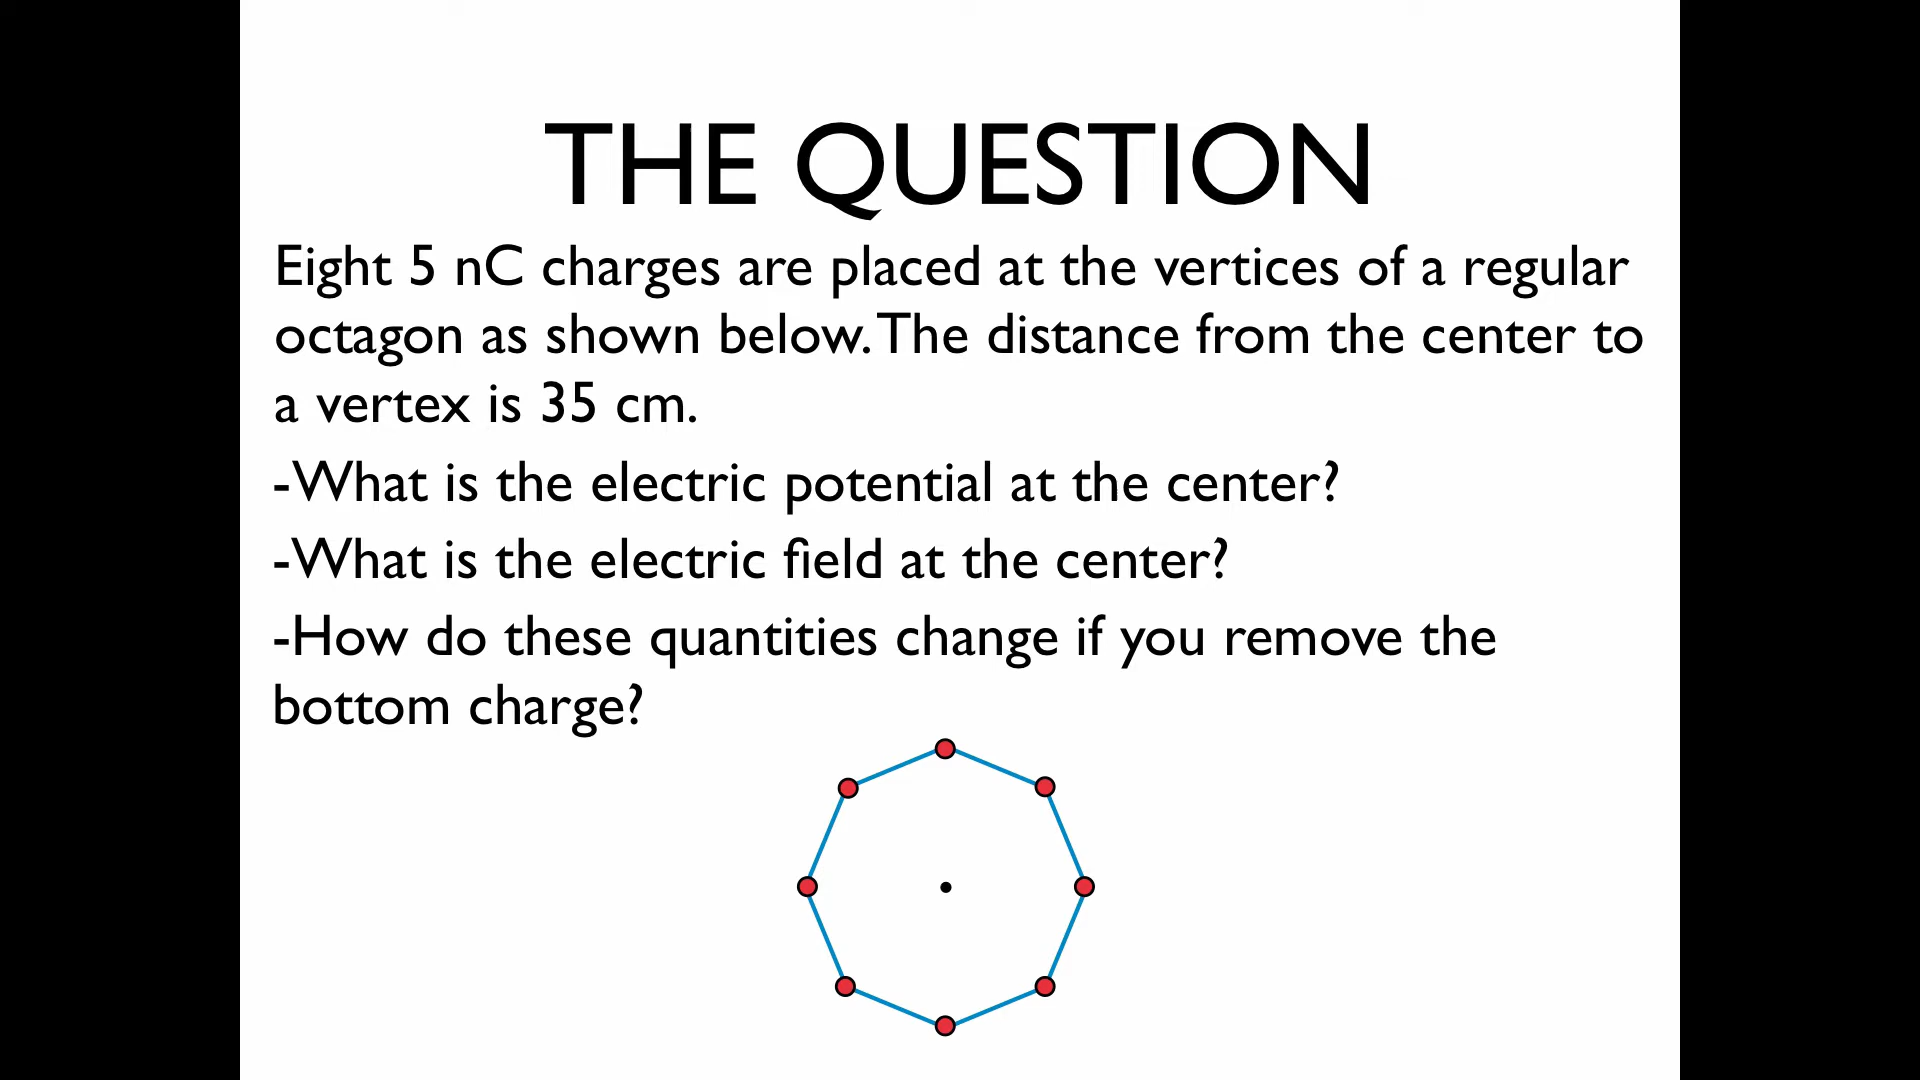 THE QUESTION
Eight 5 nC charges are placed at the vertices of a regular
octagon as shown below. The distance from the center to
a vertex is 35 cm.
-What is the electric potential at the center?
-What is the electric field at the center?
-How do these quantities change if you remove the
bottom charge?